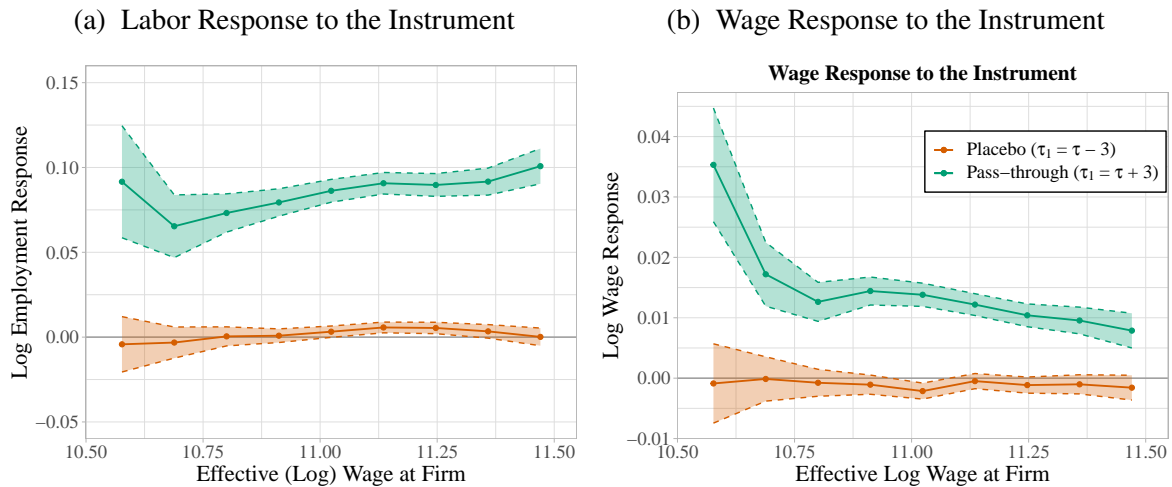 (a) Labor Response to the Instrument
0.15
0.10
0.05
0.00
−0.05
10.50 10.75 11.00 11.25 11.50
Log Employment Response
Effective (Log) Wage at Firm
(b) Wage Response to the Instrument
Wage Response to the Instrument
0.04
0.03
0.02
0.01
0.00
−0.01
10.50 10.75 11.00 11.25 11.50
Log Wage Response
Effective Log Wage at Firm
Placebo (τ₁ = τ − 3)
Pass−through (τ₁ = τ + 3)